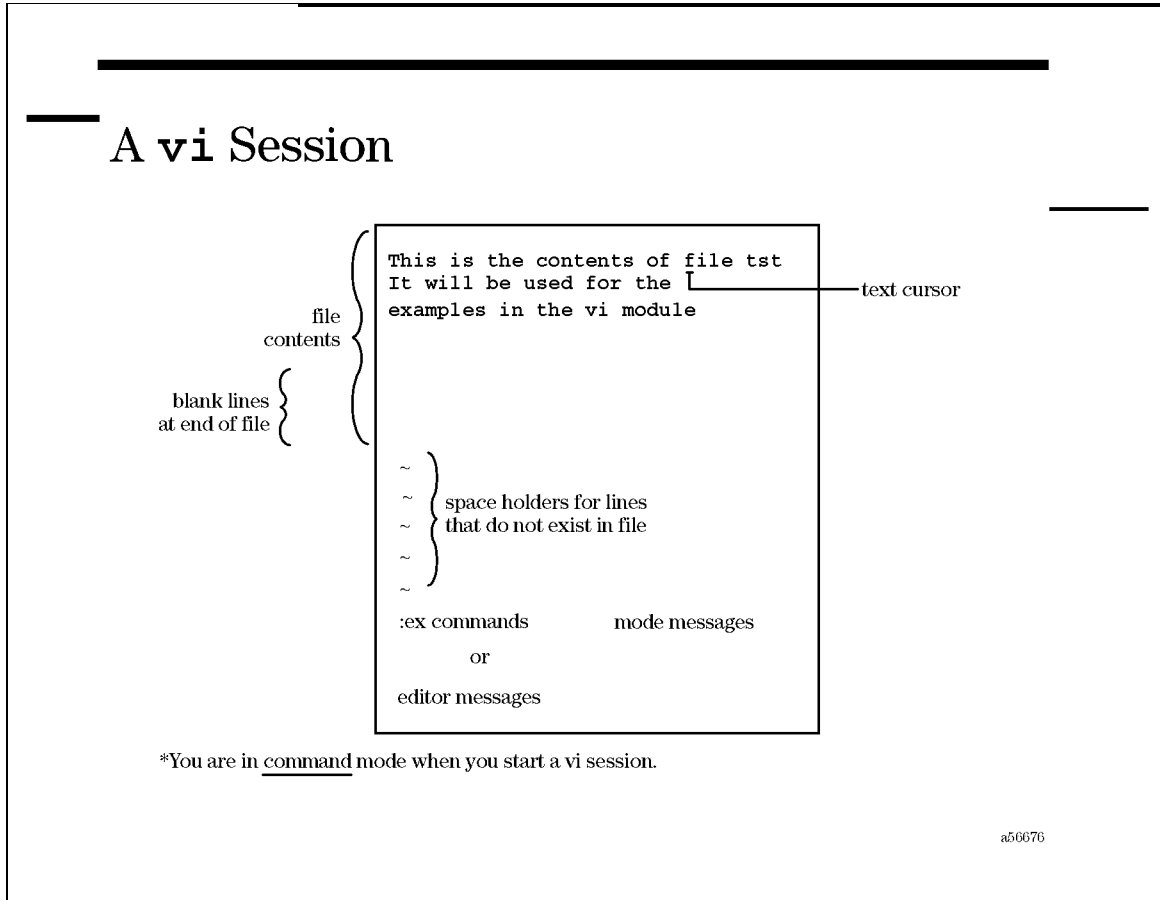 A vi Session
This is the contents of file tst
It will be used for the
examples in the vi module
text cursor
file
contents
blank lines
at end of file
~
~
~
~
~
space holders for lines
that do not exist in file
:ex commands mode messages
or
editor messages
*You are in command mode when you start a vi session.
a56676